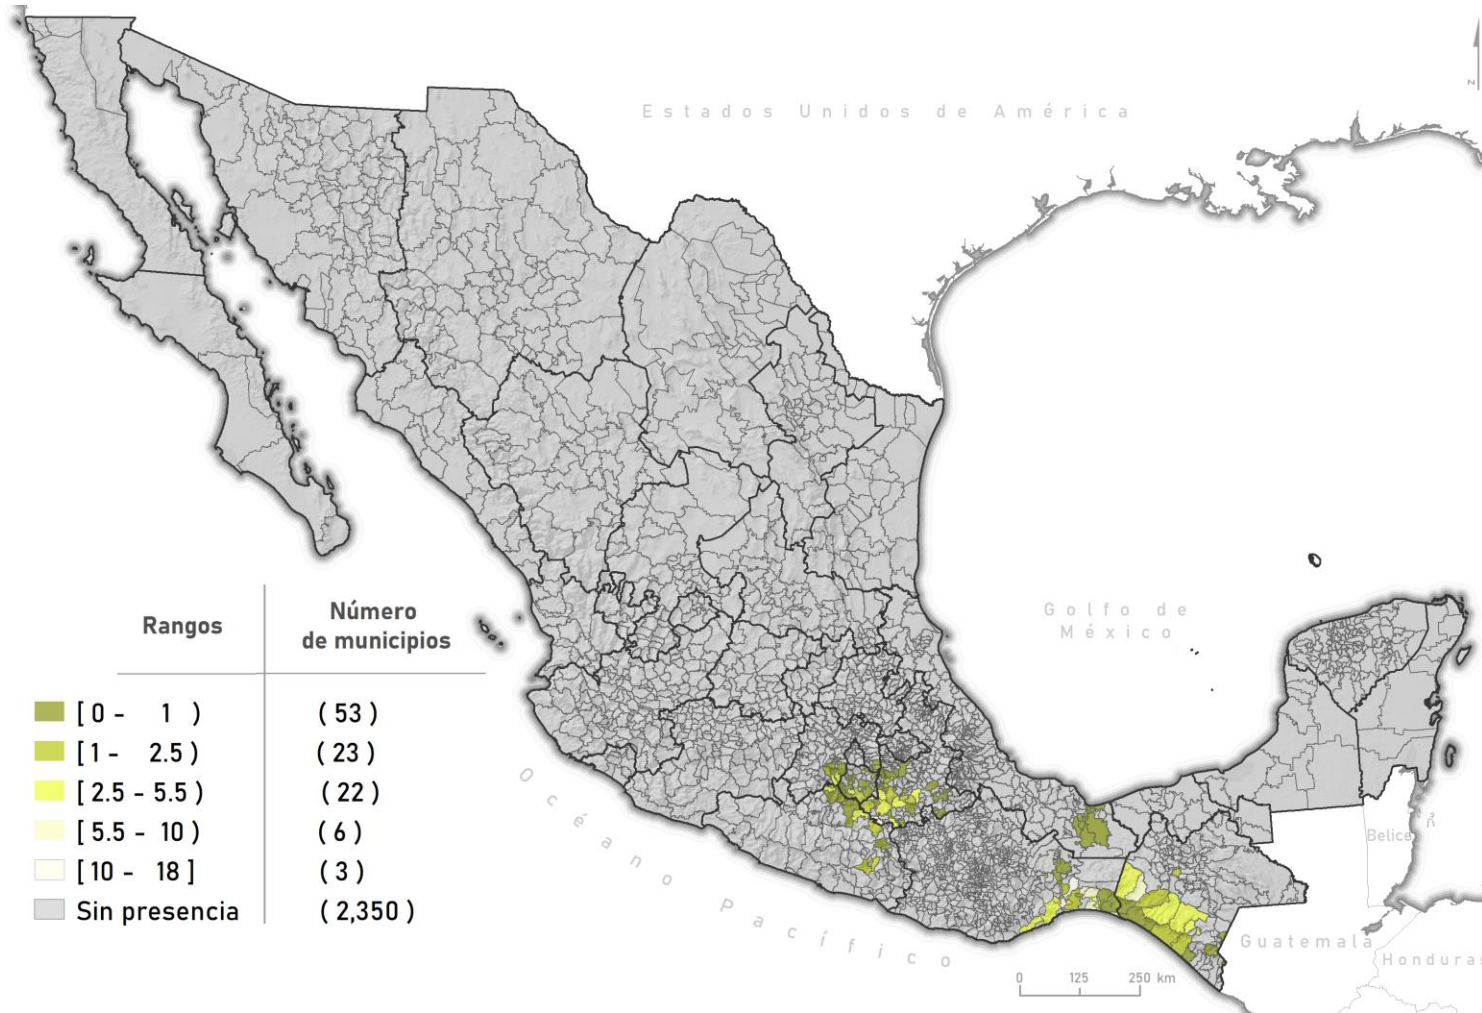 N
Estados Unidos de América
Golfo de
México
Rangos
Número
de municipios
[ 0 - 1 )
( 53 )
[ 1 - 2.5 )
( 23 )
[ 2.5 - 5.5 )
( 22 )
[ 5.5 - 10 )
( 6 )
[ 10 - 18 ]
( 3 )
Sin presencia
( 2,350 )
Océano Pacífico
Belice
Guatemala
Honduras
0 125 250 km